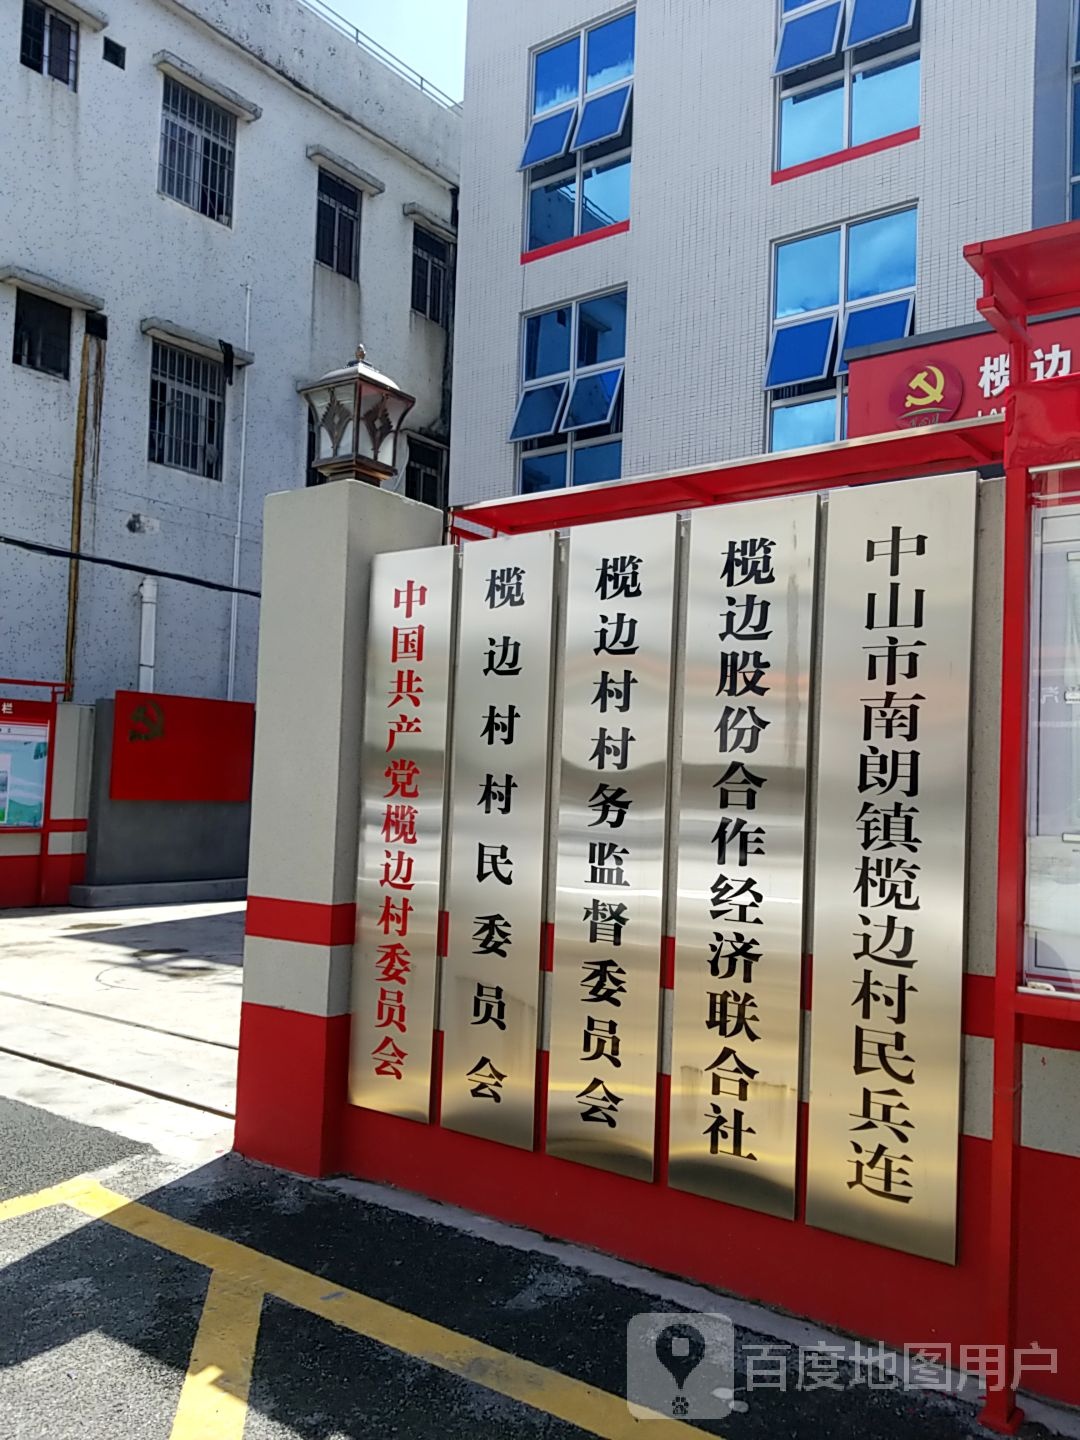 中国共产党榄边村委员会
榄边村村民委员会
榄边村村务监督委员会
榄边股份合作经济联合社
中山市南朗镇榄边村民兵连
榄边
栏
百度地图用户